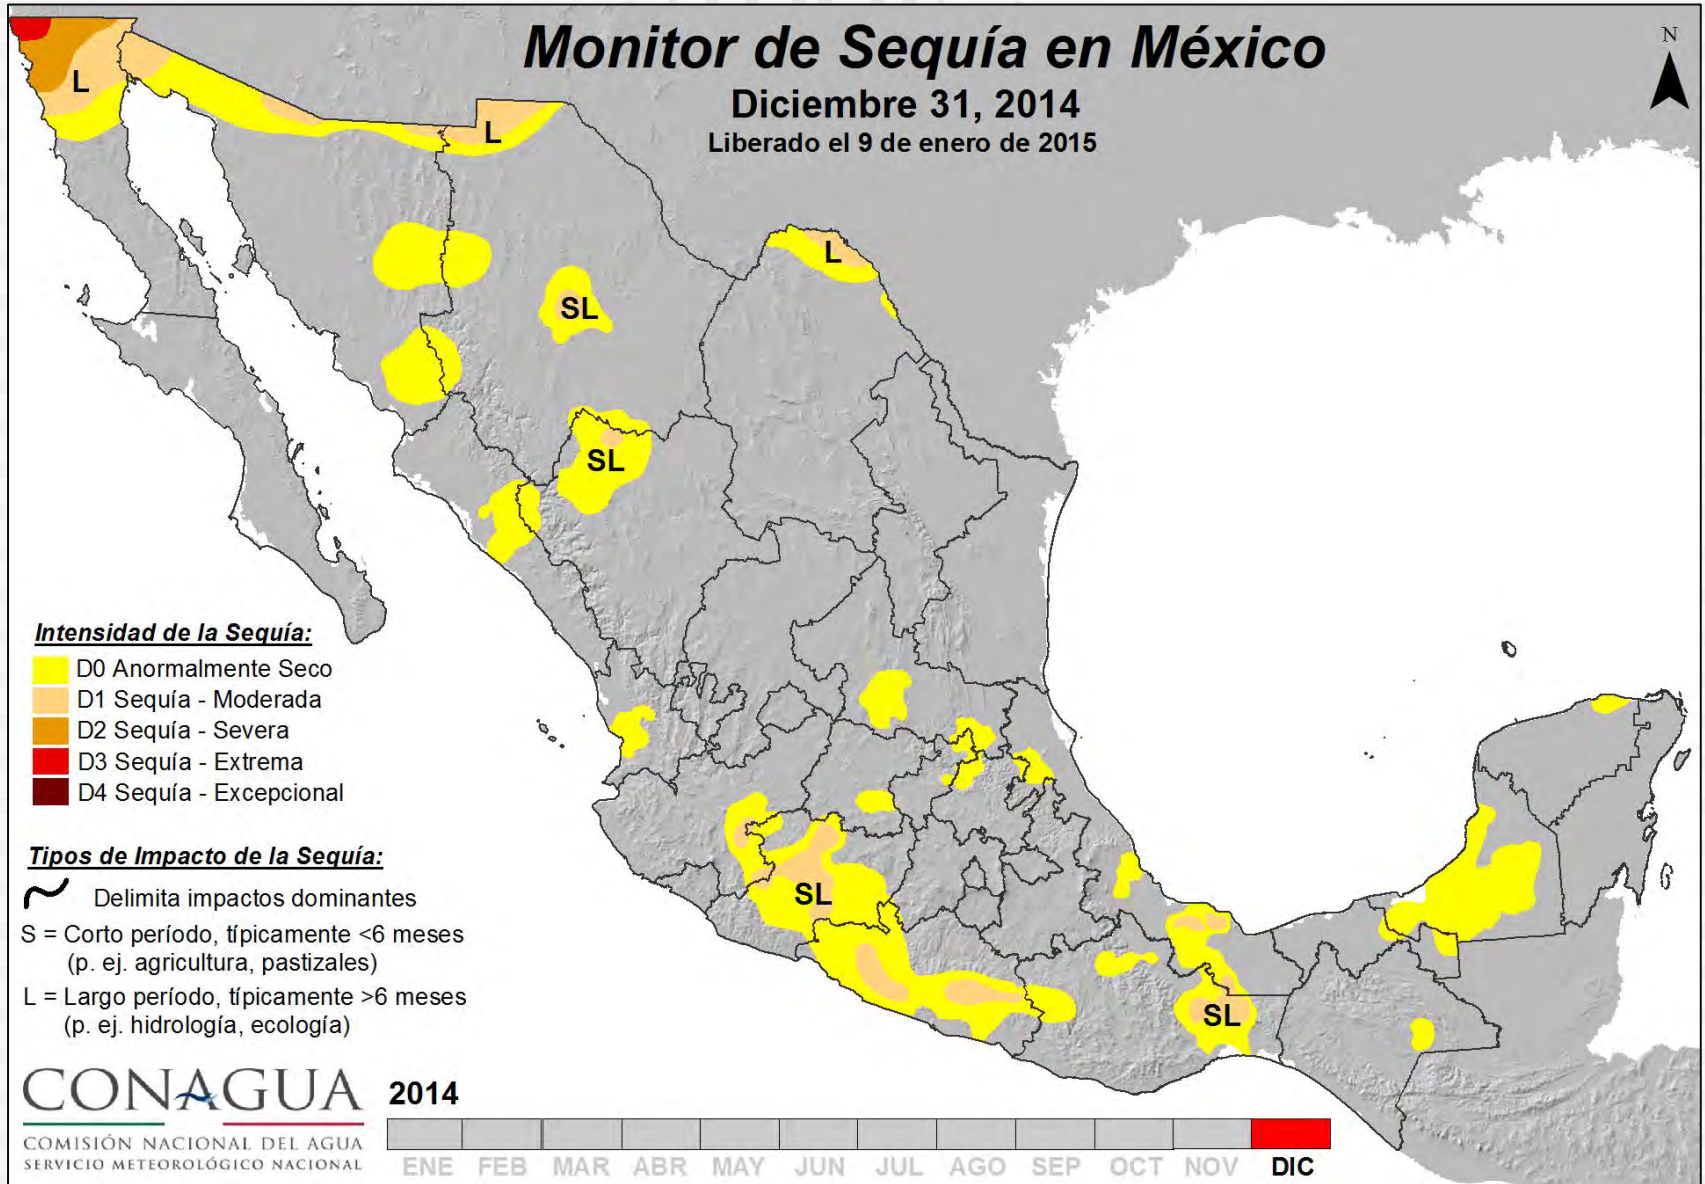 Monitor de Sequía en México
Diciembre 31, 2014
Liberado el 9 de enero de 2015
N
L
L
L
SL
SL
Intensidad de la Sequía:
D0 Anormalmente Seco
D1 Sequía - Moderada
D2 Sequía - Severa
D3 Sequía - Extrema
D4 Sequía - Excepcional
Tipos de Impacto de la Sequía:
Delimita impactos dominantes
S = Corto período, típicamente <6 meses
(p. ej. agricultura, pastizales)
L = Largo período, típicamente >6 meses
(p. ej. hidrología, ecología)
SL
SL
CONAGUA
COMISIÓN NACIONAL DEL AGUA
SERVICIO METEOROLÓGICO NACIONAL
2014
ENE FEB MAR ABR MAY JUN JUL AGO SEP OCT NOV DIC